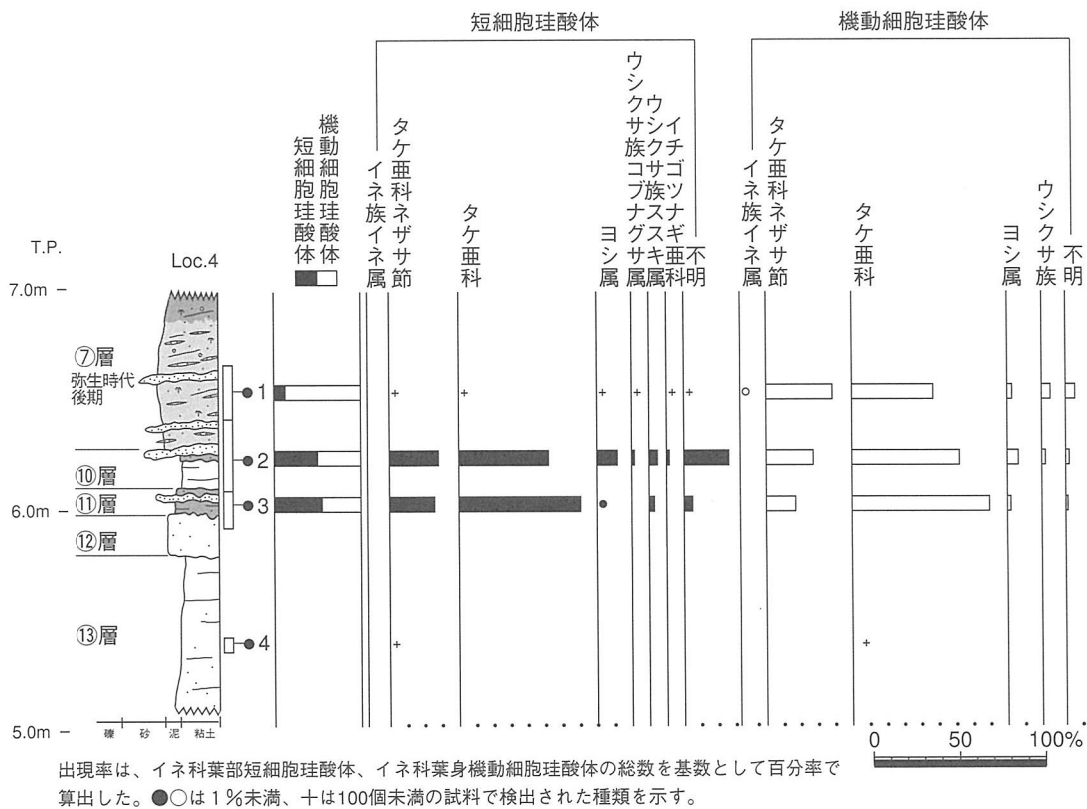 短細胞珪酸体
機動細胞珪酸体
短細胞珪酸体
機動細胞珪酸体
イネ族イネ属
タケ亜科ネザサ節
タケ亜科
ヨシ属
ウシクサ族コブナグサ属
ウシクサ族ススキ属
イチゴツナギ亜科
不明
イネ族イネ属
タケ亜科ネザサ節
タケ亜科
ヨシ属
ウシクサ族
不明
T.P.
Loc.4
7.0m
⑦層
弥生時代
後期
1
2
⑩層
⑪層
3
6.0m
⑫層
⑬層
4
5.0m
礫 砂 泥 粘土
0 50 100%
出現率は、イネ科葉部短細胞珪酸体、イネ科葉身機動細胞珪酸体の総数を基数として百分率で
算出した。●○は1%未満、+は100個未満の試料で検出された種類を示す。